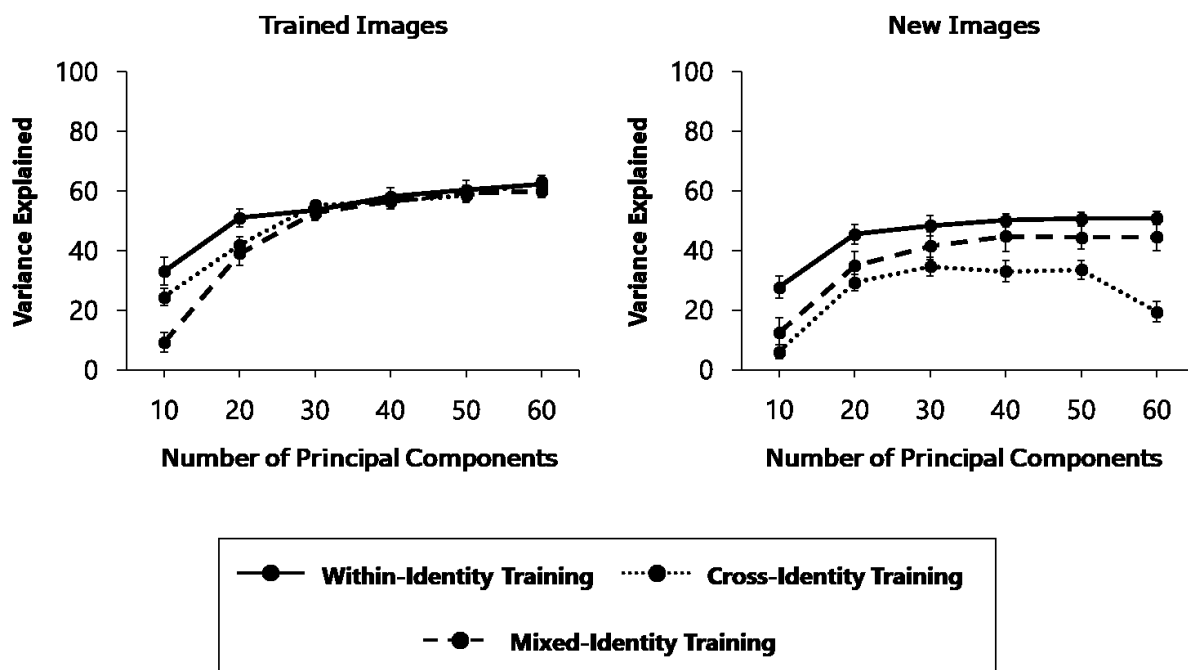 Trained Images
Variance Explained
100
80
60
40
20
0
10 20 30 40 50 60
Number of Principal Components
New Images
Variance Explained
100
80
60
40
20
0
10 20 30 40 50 60
Number of Principal Components
Within-Identity Training
Cross-Identity Training
Mixed-Identity Training